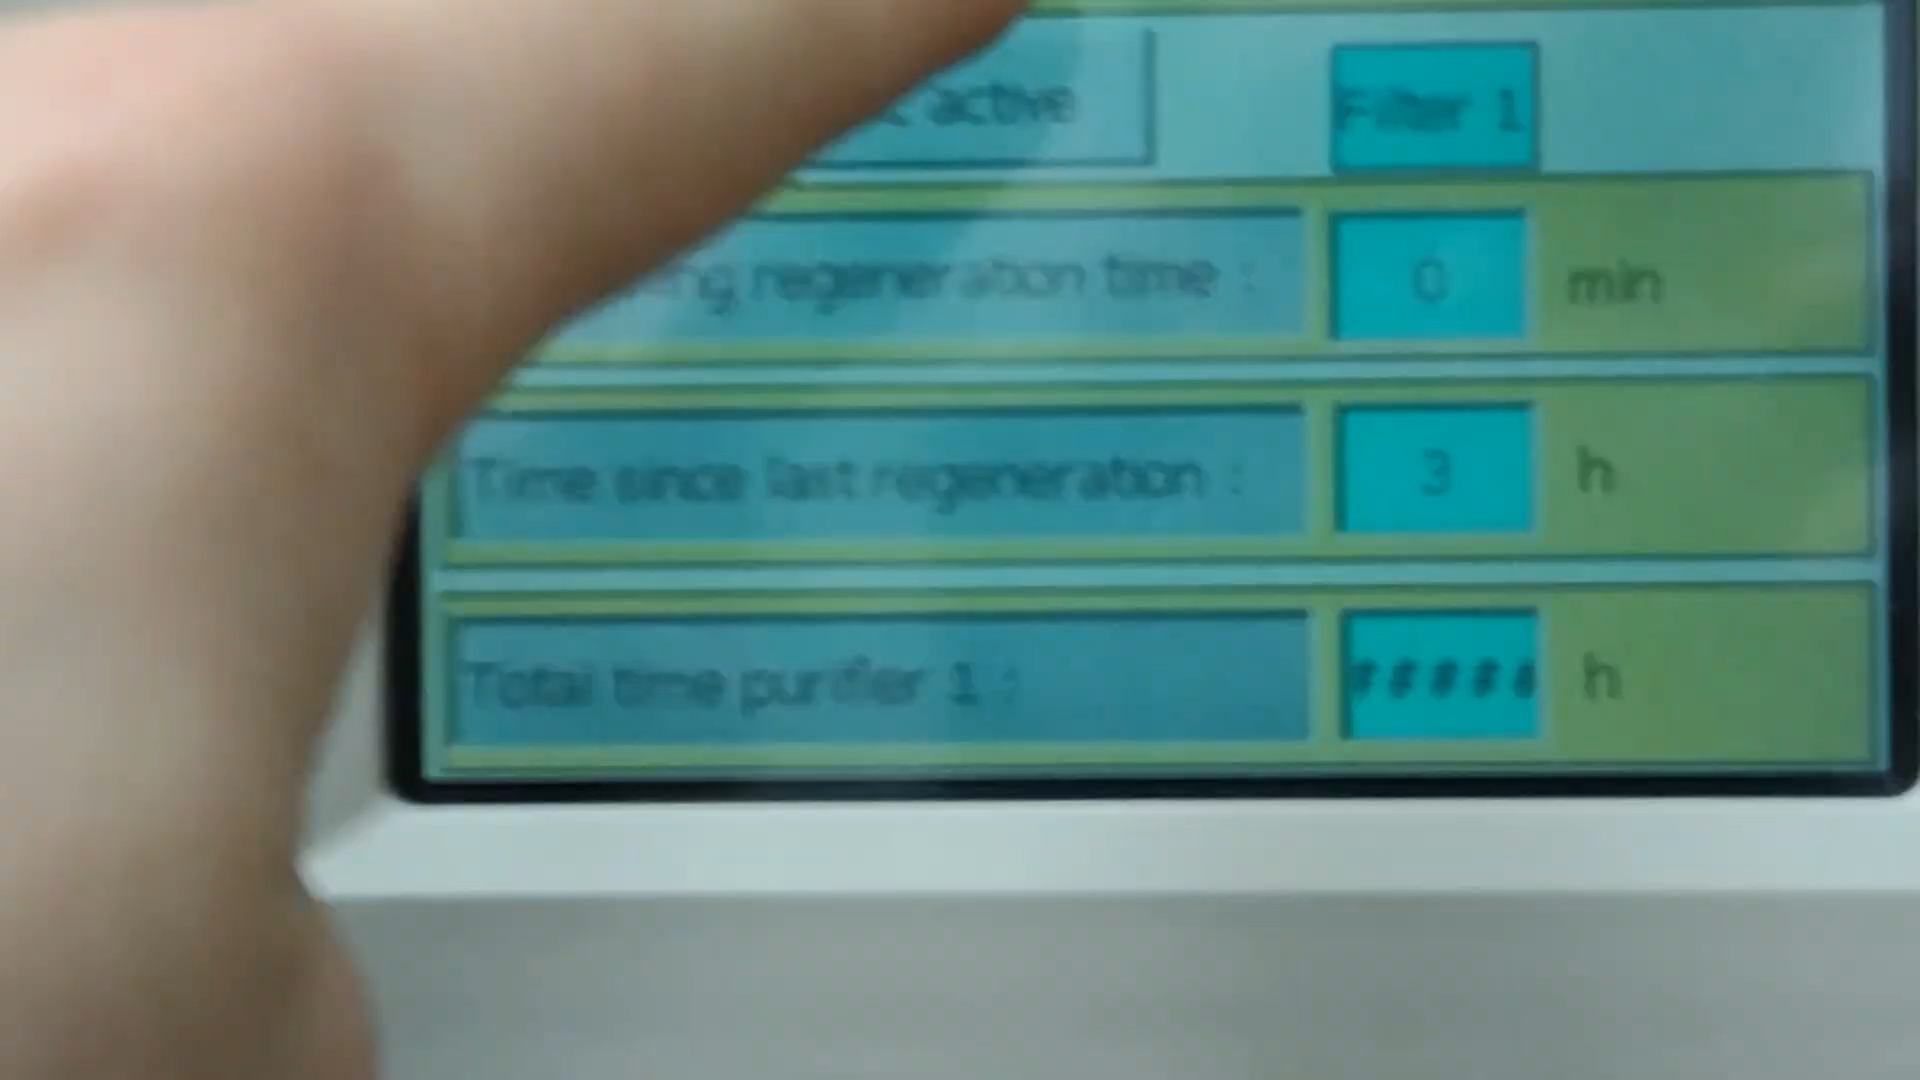 active Filter 1
regeneration time : 0 min
Time since last regeneration : 3 h
Total time purifier 1 : ##### h